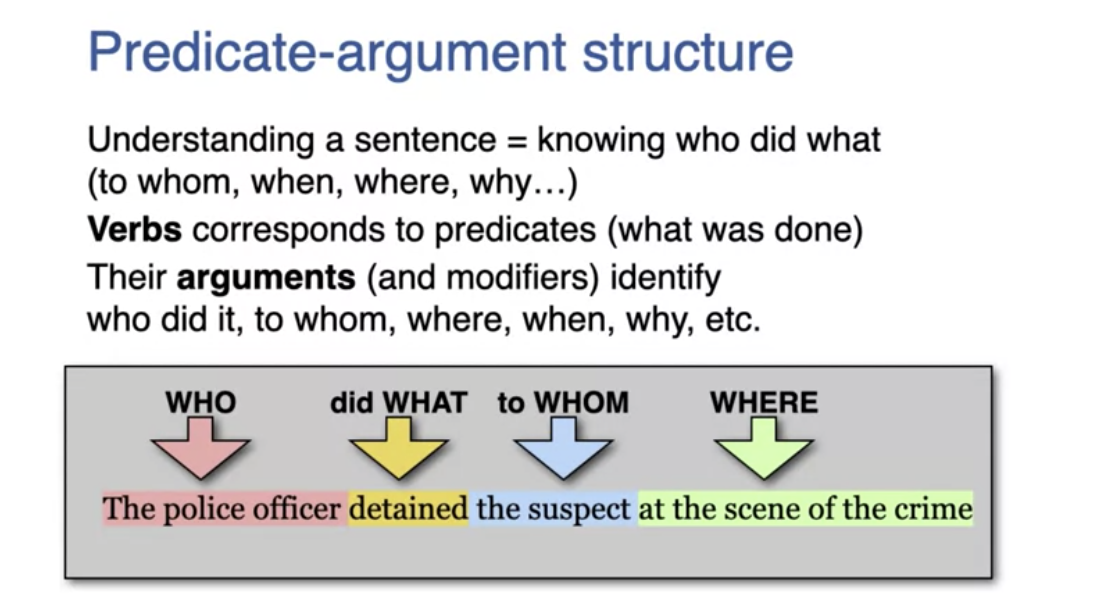 Predicate-argument structure
Understanding a sentence = knowing who did what
(to whom, when, where, why…)
Verbs corresponds to predicates (what was done)
Their arguments (and modifiers) identify
who did it, to whom, where, when, why, etc.
WHO did WHAT to WHOM WHERE
The police officer detained the suspect at the scene of the crime